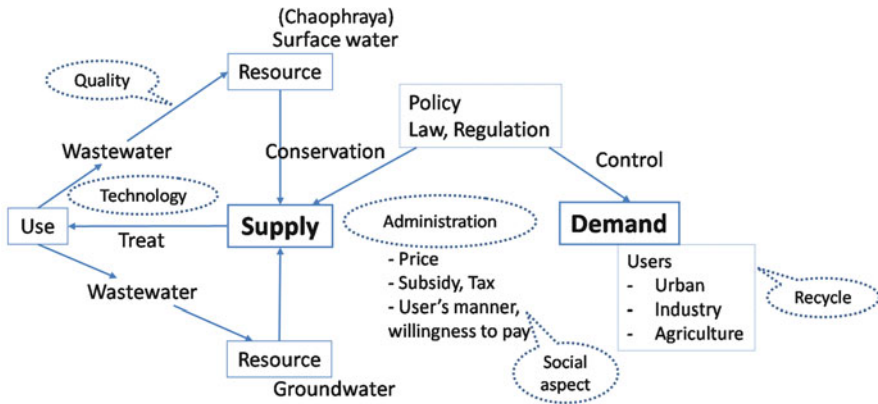 (Chaophraya)
Surface water
Resource
Quality
Policy
Law, Regulation
Wastewater
Conservation
Control
Technology
Use
Treat
Supply
Administration
Demand
- Price
- Subsidy, Tax
- User's manner,
willingness to pay
Users
- Urban
- Industry
- Agriculture
Recycle
Wastewater
Social
aspect
Resource
Groundwater